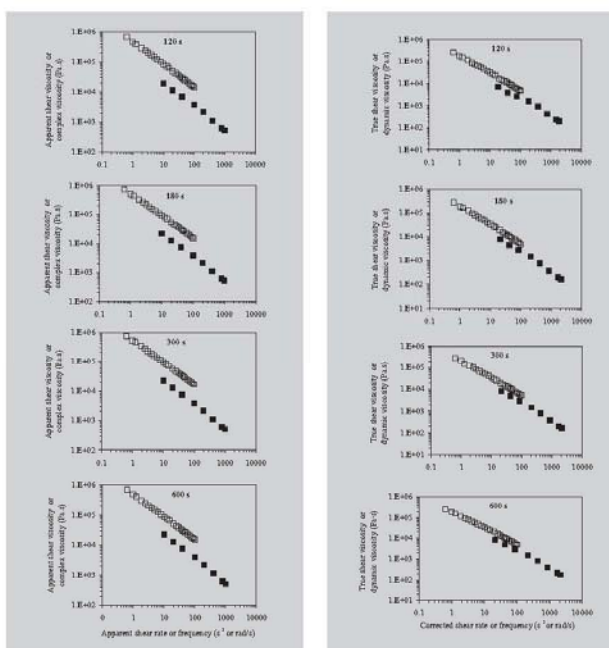 Apparent shear viscosity or
complex viscosity (Pa.s)
1.E+06
1.E+05
1.E+04
1.E+03
1.E+02
120 s
0.1 1 10 100 1000 10000
Apparent shear viscosity or
complex viscosity (Pa.s)
1.E+06
1.E+05
1.E+04
1.E+03
1.E+02
180 s
0.1 1 10 100 1000 10000
Apparent shear viscosity or
complex viscosity (Pa.s)
1.E+06
1.E+05
1.E+04
1.E+03
1.E+02
300 s
0.1 1 10 100 1000 10000
Apparent shear viscosity or
complex viscosity (Pa.s)
1.E+06
1.E+05
1.E+04
1.E+03
1.E+02
600 s
0.1 1 10 100 1000 10000
Apparent shear rate or frequency (s⁻¹ or rad/s)
True shear viscosity or
dynamic viscosity (Pa.s)
1.E+06
1.E+05
1.E+04
1.E+03
1.E+02
1.E+01
120 s
0.1 1 10 100 1000 10000
True shear viscosity or
dynamic viscosity (Pa.s)
1.E+06
1.E+05
1.E+04
1.E+03
1.E+02
1.E+01
180 s
0.1 1 10 100 1000 10000
True shear viscosity or
dynamic viscosity (Pa.s)
1.E+06
1.E+05
1.E+04
1.E+03
1.E+02
1.E+01
300 s
0.1 1 10 100 1000 10000
True shear viscosity or
dynamic viscosity (Pa·s)
1.E+06
1.E+05
1.E+04
1.E+03
1.E+02
1.E+01
600 s
0.1 1 10 100 1000 10000
Corrected shear rate or frequency (s⁻¹ or rad/s)